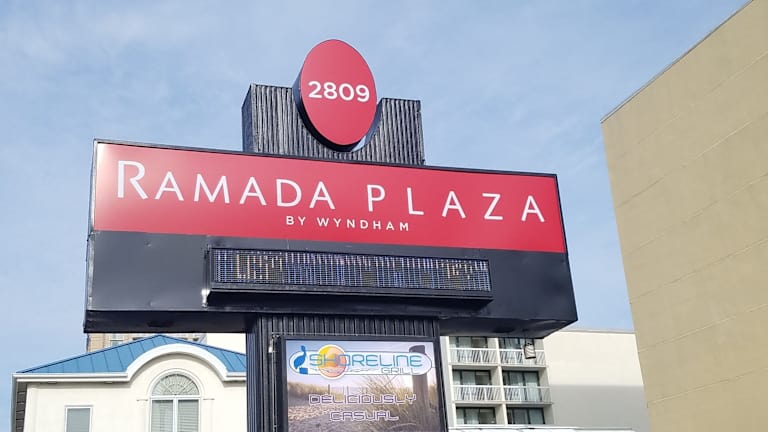 2809
RAMADA PLAZA
BY WYNDHAM
SHORELINE
GRILL
DELICIOUSLY
CASUAL